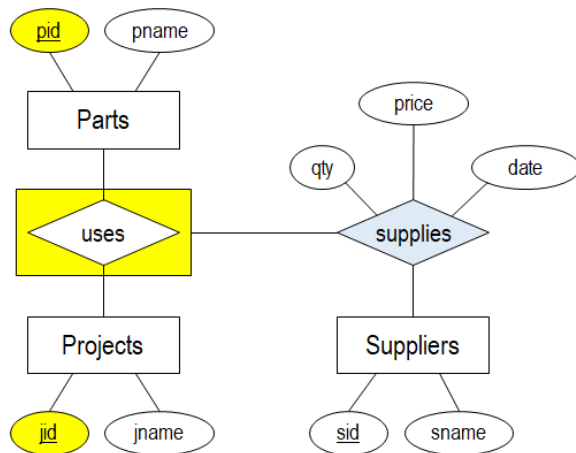 pid
pname
Parts
price
qty
date
uses
supplies
Projects
Suppliers
jid
jname
sid
sname